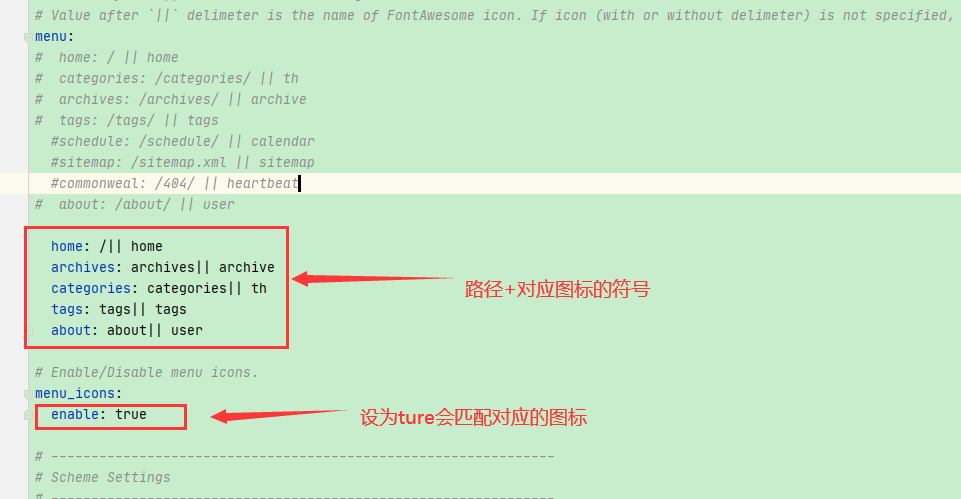 # Value after `||` delimeter is the name of FontAwesome icon. If icon (with or without delimeter) is not specified,
menu:
#  home: / || home
#  categories: /categories/ || th
#  archives: /archives/ || archive
#  tags: /tags/ || tags
  #schedule: /schedule/ || calendar
  #sitemap: /sitemap.xml || sitemap
  #commonweal: /404/ || heartbeat
#  about: /about/ || user
  home: /|| home
  archives: archives|| archive
  categories: categories|| th
路径+对应图标的符号
  tags: tags|| tags
  about: about|| user
# Enable/Disable menu icons.
menu_icons:
  enable: true
设为ture会匹配对应的图标
# ---------------------------------------------------------------
# Scheme Settings
# ---------------------------------------------------------------